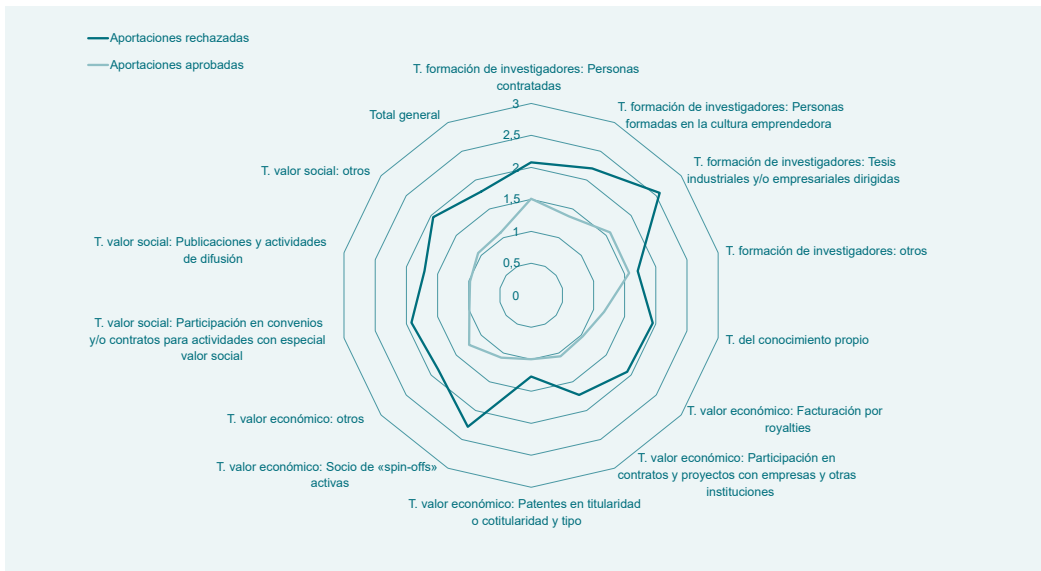 Aportaciones rechazadas
Aportaciones aprobadas
T. formación de investigadores: Personas
contratadas
T. formación de investigadores: Personas
formadas en la cultura emprendedora
T. formación de investigadores: Tesis
industriales y/o empresariales dirigidas
T. formación de investigadores: otros
T. del conocimiento propio
T. valor económico: Facturación por
royalties
T. valor económico: Participación en
contratos y proyectos con empresas y otras
instituciones
T. valor económico: Patentes en titularidad
o cotitularidad y tipo
T. valor económico: Socio de «spin-offs»
activas
T. valor económico: otros
T. valor social: Participación en convenios
y/o contratos para actividades con especial
valor social
T. valor social: Publicaciones y actividades
de difusión
T. valor social: otros
Total general
3
2,5
2
1,5
1
0,5
0